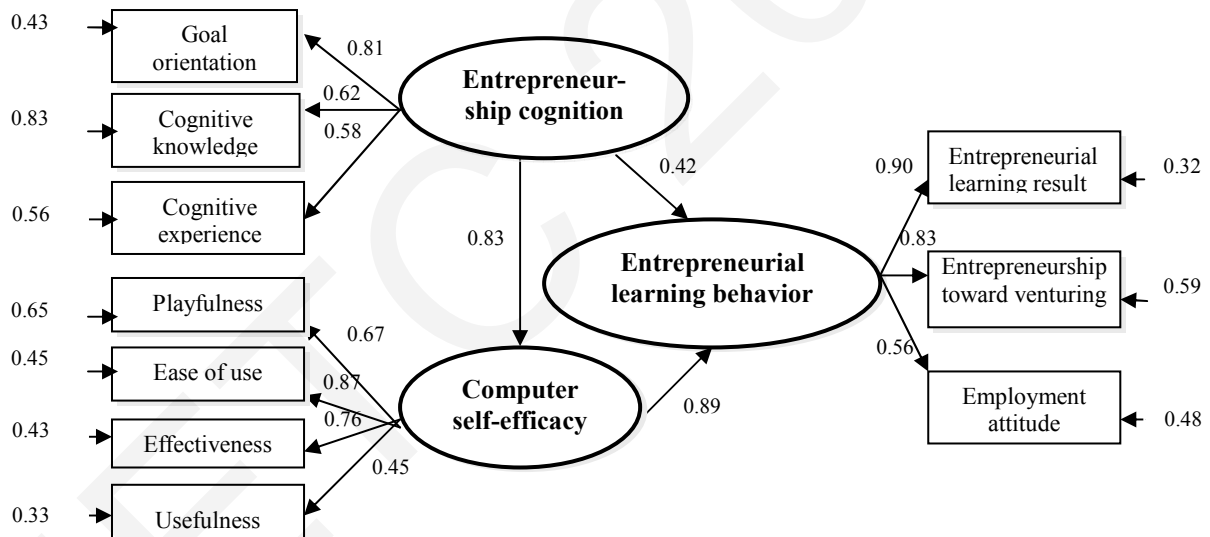 0.43
Goal
orientation
0.81
Entrepreneur-
ship cognition
0.83
Cognitive
knowledge
0.62
0.58
0.56
Cognitive
experience
0.42
0.83
0.90
Entrepreneurial
learning result
0.32
0.83
Entrepreneurial
learning behavior
Entrepreneurship
toward venturing
0.59
0.56
Employment
attitude
0.48
0.65
Playfulness
0.67
0.45
Ease of use
0.87
Computer
self-efficacy
0.89
0.43
Effectiveness
0.76
0.45
0.33
Usefulness